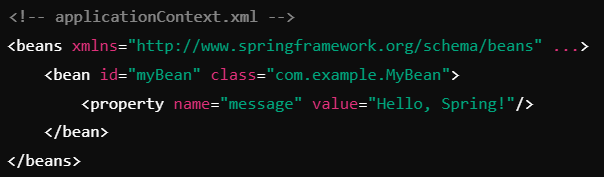 <!-- applicationContext.xml -->
<beans xmlns="http://www.springframework.org/schema/beans" ...>
    <bean id="myBean" class="com.example.MyBean">
        <property name="message" value="Hello, Spring!"/>
    </bean>
</beans>